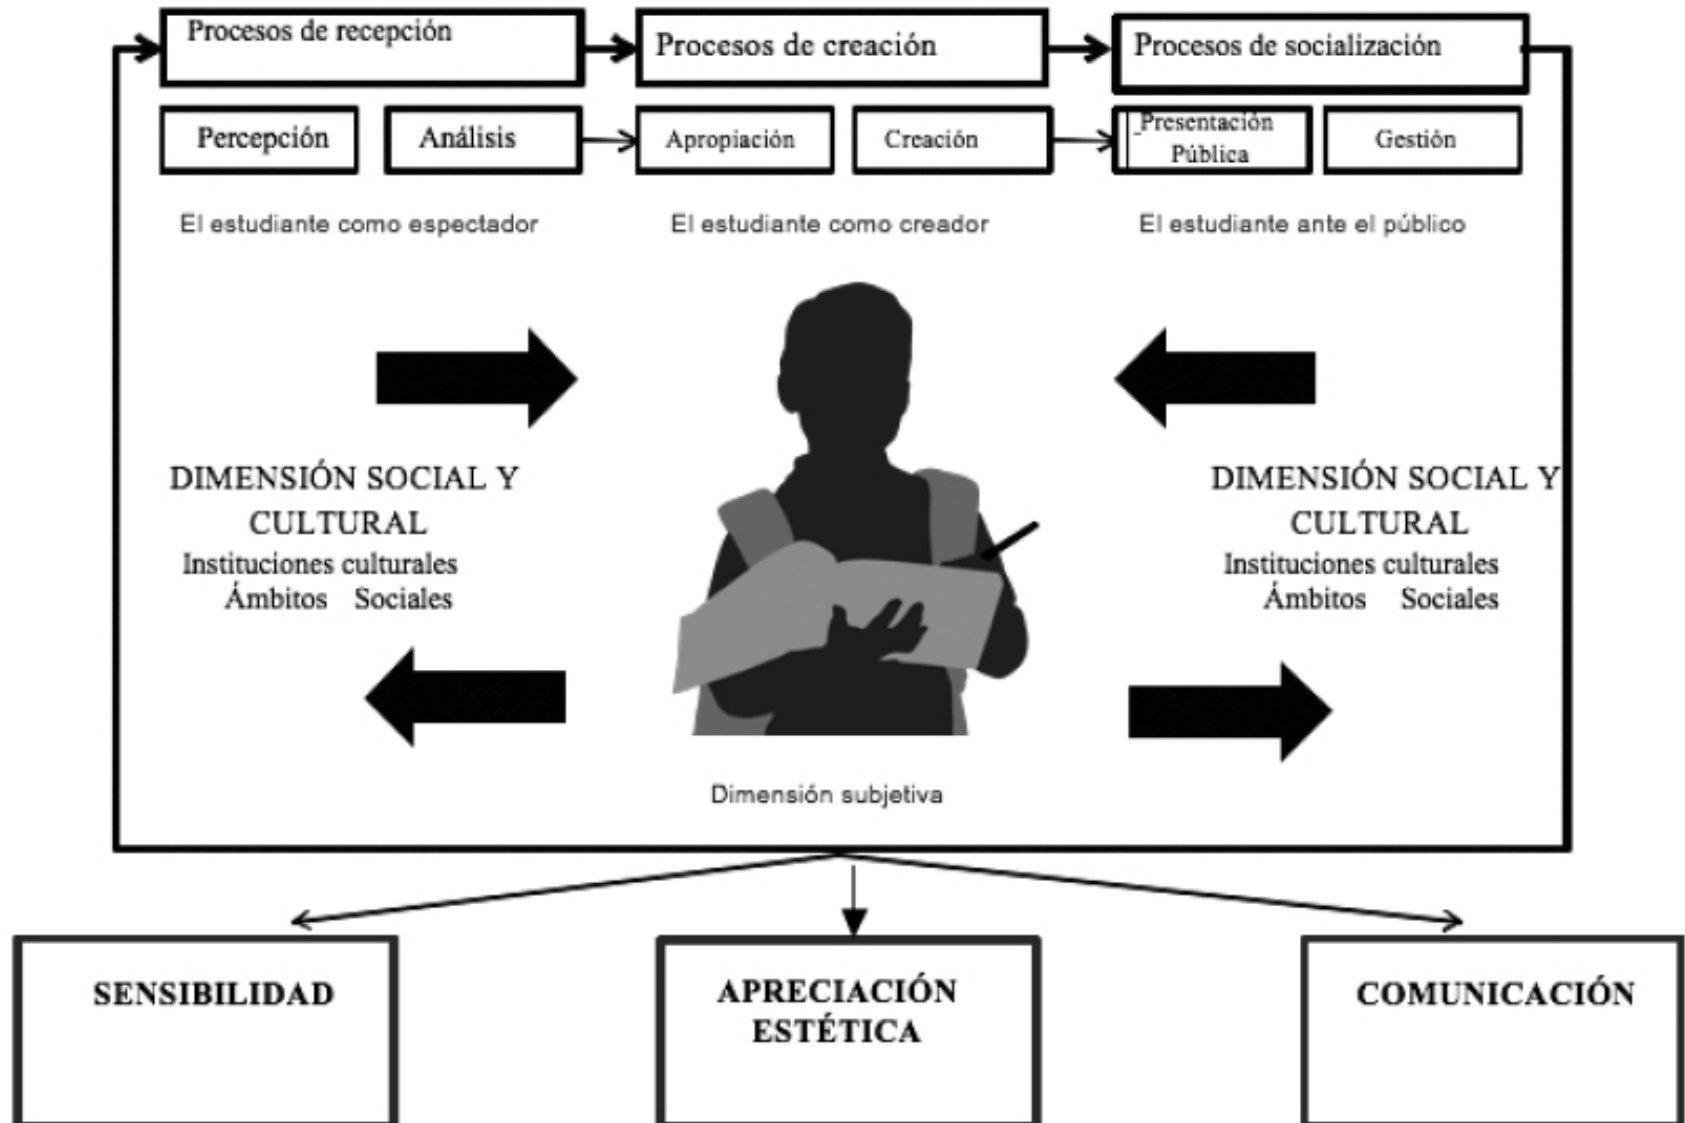 Procesos de recepción
Procesos de creación
Procesos de socialización
Percepción
Análisis
Apropiación
Creación
_Presentación
Pública
Gestión
El estudiante como espectador
El estudiante como creador
El estudiante ante el público
DIMENSIÓN SOCIAL Y
CULTURAL
Instituciones culturales
Ámbitos Sociales
DIMENSIÓN SOCIAL Y
CULTURAL
Instituciones culturales
Ámbitos Sociales
Dimensión subjetiva
SENSIBILIDAD
APRECIACIÓN
ESTÉTICA
COMUNICACIÓN